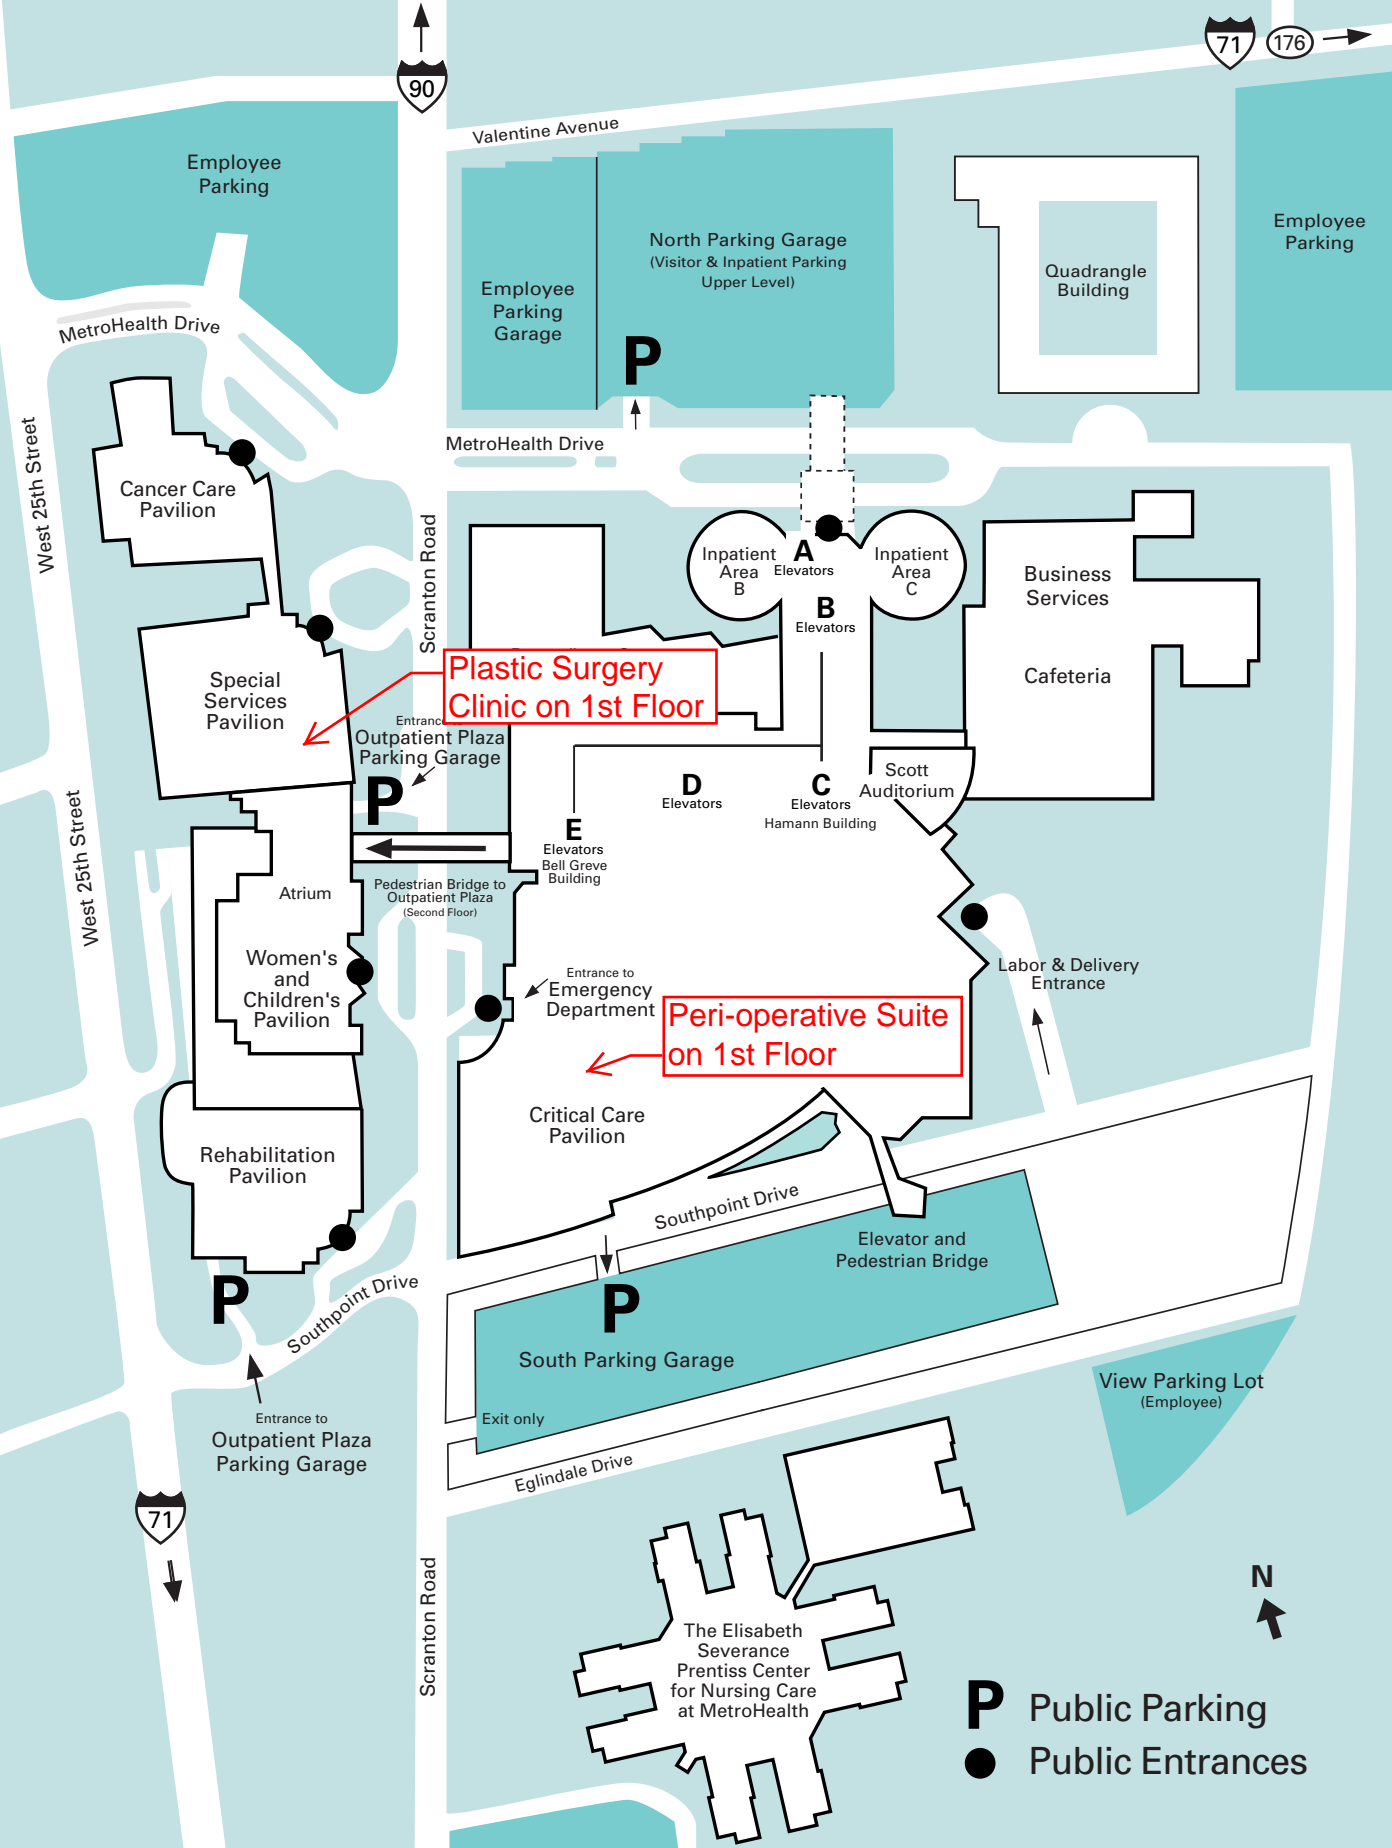 90
71
176
Valentine Avenue
Employee
Parking
North Parking Garage
(Visitor & Inpatient Parking
Upper Level)
Employee
Parking
Garage
P
Quadrangle
Building
Employee
Parking
MetroHealth Drive
MetroHealth Drive
West 25th Street
Scranton Road
Cancer Care
Pavilion
Inpatient
Area
B
A
Elevators
Inpatient
Area
C
B
Elevators
Business
Services
Cafeteria
Plastic Surgery
Clinic on 1st Floor
Special
Services
Pavilion
Entrance
Outpatient Plaza
Parking Garage
P
D
Elevators
C
Elevators
Hamann Building
Scott
Auditorium
E
Elevators
Bell Greve
Building
West 25th Street
Atrium
Pedestrian Bridge to
Outpatient Plaza
(Second Floor)
Women's
and
Children's
Pavilion
Entrance to
Emergency
Department
Labor & Delivery
Entrance
Peri-operative Suite
on 1st Floor
Critical Care
Pavilion
Rehabilitation
Pavilion
Southpoint Drive
Elevator and
Pedestrian Bridge
P
Southpoint Drive
P
South Parking Garage
Exit only
View Parking Lot
(Employee)
Entrance to
Outpatient Plaza
Parking Garage
Eglindale Drive
71
Scranton Road
The Elisabeth
Severance
Prentiss Center
for Nursing Care
at MetroHealth
N
P Public Parking
Public Entrances